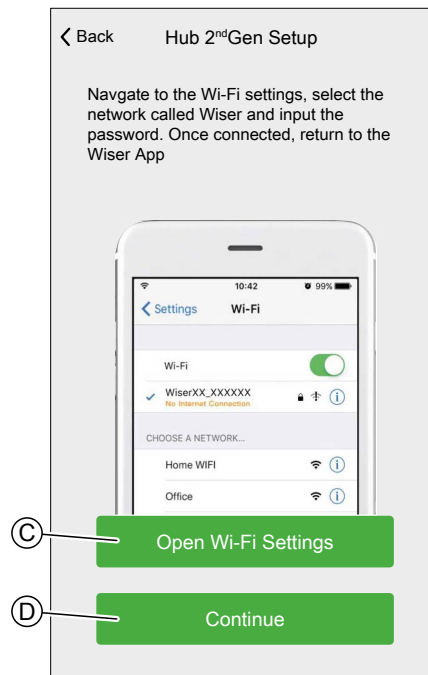 Back Hub 2ndGen Setup
Navgate to the Wi-Fi settings, select the
network called Wiser and input the
password. Once connected, return to the
Wiser App
10:42 99%
Settings Wi-Fi
Wi-Fi
WiserXX_XXXXXX
No Internet Connection
CHOOSE A NETWORK...
Home WIFI
Office
C
Open Wi-Fi Settings
D
Continue